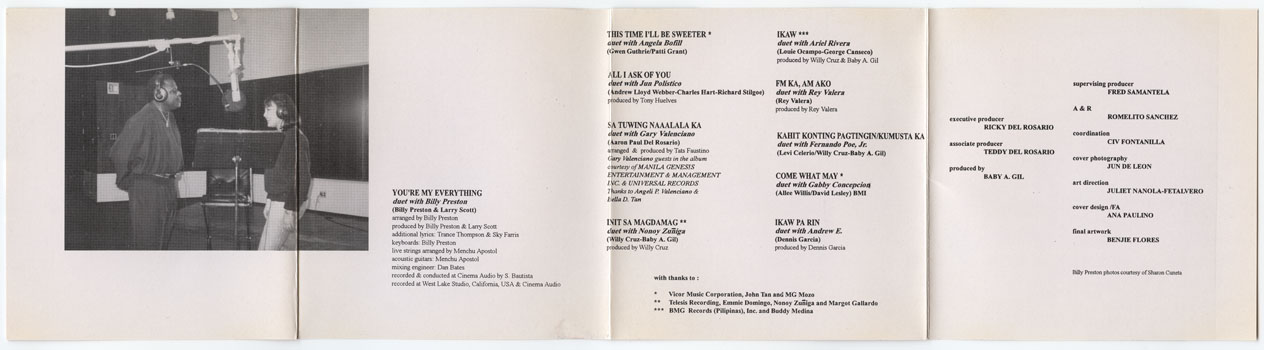 YOU'RE MY EVERYTHING
duet with Billy Preston
(Billy Preston & Larry Scott)
arranged by Billy Preston
produced by Billy Preston & Larry Scott
additional lyrics: Trance Thompson & Sky Farris
keyboards: Billy Preston
live strings arranged by Menchu Apostol
acoustic guitars: Menchu Apostol
mixing engineer: Dan Bates
recorded & conducted at Cinema Audio by S. Bautista
recorded at West Lake Studio, California, USA & Cinema Audio
THIS TIME I'LL BE SWEETER *
duet with Angela Bofill
(Gwen Guthrie/Patti Grant)
ALL I ASK OF YOU
duet with Jun Polistico
(Andrew Lloyd Webber-Charles Hart-Richard Stilgoe)
produced by Tony Huelves
SA TUWING NAAALALA KA
duet with Gary Valenciano
(Aaron Paul Del Rosario)
arranged & produced by Tats Faustino
Gary Valenciano guests in the album
courtesy of MANILA GENESIS
ENTERTAINMENT & MANAGEMENT
INC. & UNIVERSAL RECORDS
Thanks to Angeli P. Valenciano &
Bella D. Tan
INIT SA MAGDAMAG **
duet with Nonoy Zuñiga
(Willy Cruz-Baby A. Gil)
produced by Willy Cruz
IKAW ***
duet with Ariel Rivera
(Louie Ocampo-George Canseco)
produced by Willy Cruz & Baby A. Gil
FM KA, AM AKO
duet with Rey Valera
(Rey Valera)
produced by Rey Valera
KAHIT KONTING PAGTINGIN/KUMUSTA KA
duet with Fernando Poe, Jr.
(Levi Celerio/Willy Cruz-Baby A. Gil)
COME WHAT MAY *
duet with Gabby Concepcion
(Allee Willis/David Lesley) BMI
IKAW PA RIN
duet with Andrew E.
(Dennis Garcia)
produced by Dennis Garcia
with thanks to :
* Vicor Music Corporation, John Tan and MG Mozo
** Telesis Recording, Emmie Domingo, Nonoy Zuñiga and Margot Gallardo
*** BMG Records (Pilipinas), Inc. and Buddy Medina
executive producer
RICKY DEL ROSARIO
associate producer
TEDDY DEL ROSARIO
produced by
BABY A. GIL
supervising producer
FRED SAMANTELA
A & R
ROMELITO SANCHEZ
coordination
CIV FONTANILLA
cover photography
JUN DE LEON
art direction
JULIET NANOLA-FETALVERO
cover design /FA
ANA PAULINO
final artwork
BENJIE FLORES
Billy Preston photos courtesy of Sharon Cuneta